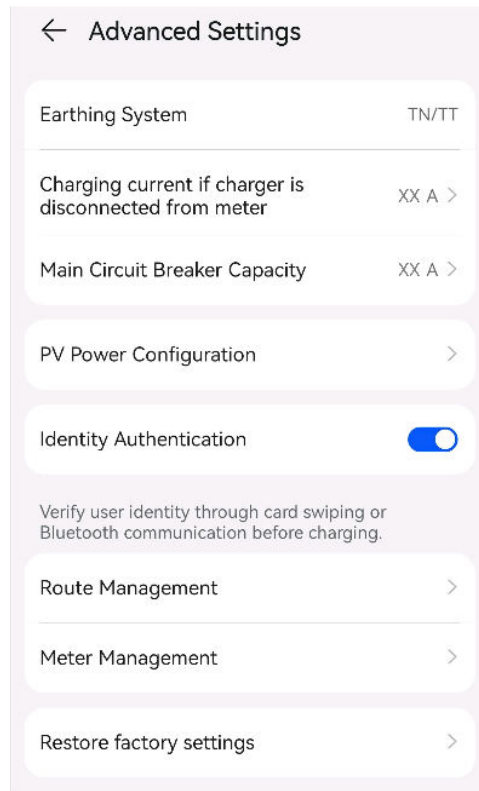 Advanced Settings
Earthing System TN/TT
Charging current if charger is
disconnected from meter XX A
Main Circuit Breaker Capacity XX A
PV Power Configuration
Identity Authentication
Verify user identity through card swiping or
Bluetooth communication before charging.
Route Management
Meter Management
Restore factory settings